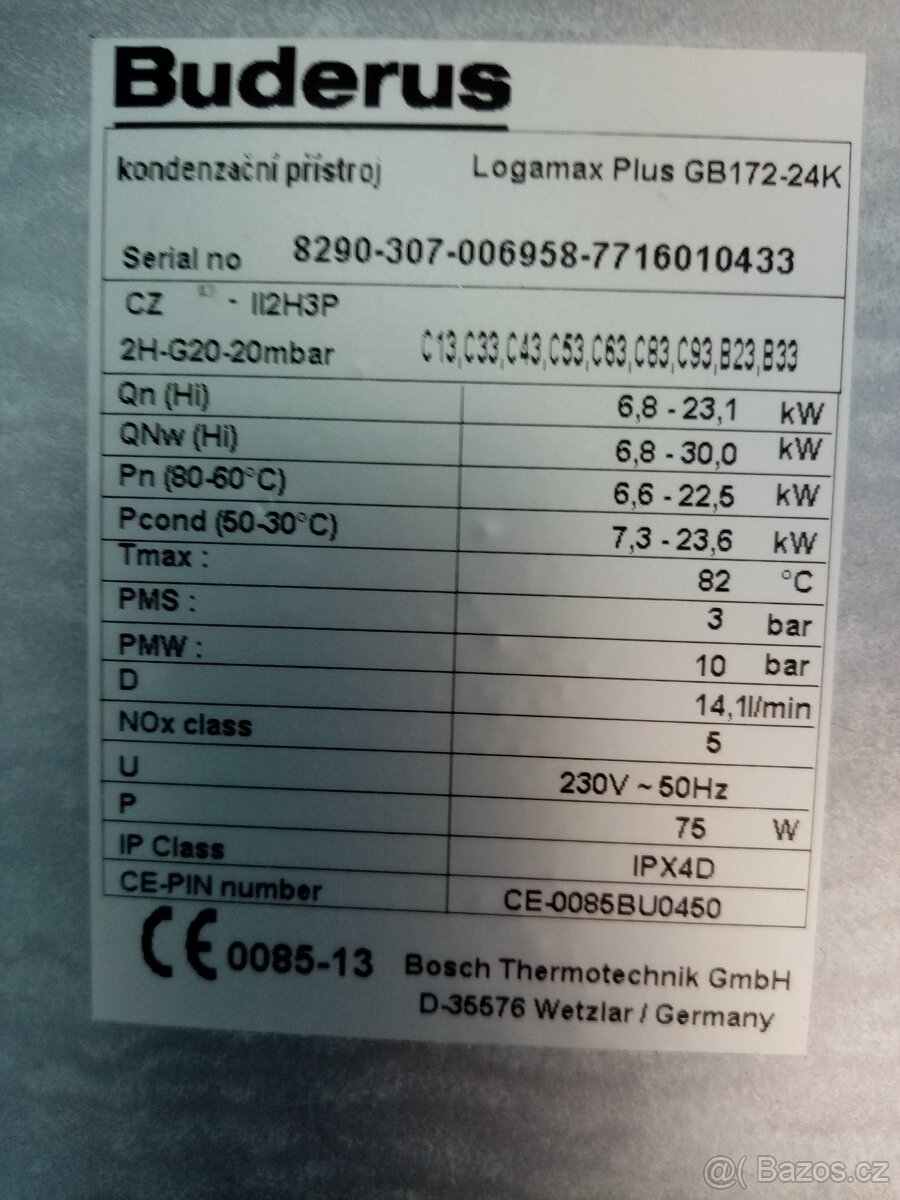 Buderus
kondenzační přístroj Logamax Plus GB172-24K
Serial no 8290-307-006958-7716010433
CZ - II2H3P
2H-G20-20mbar C13,C33,C43,C53,C63,C83,C93,B23,B33
Qn (Hi) 6,8 - 23,1 kW
QNw (Hi) 6,8 - 30,0 kW
Pn (80-60°C) 6,6 - 22,5 kW
Pcond (50-30°C) 7,3 - 23,6 kW
Tmax : 82 °C
PMS : 3 bar
PMW : 10 bar
D 14,1l/min
NOx class 5
U 230V ~ 50Hz
P 75 W
IP Class IPX4D
CE-PIN number CE-0085BU0450
CE 0085-13 Bosch Thermotechnik GmbH
D-35576 Wetzlar / Germany
@( Bazos.cz